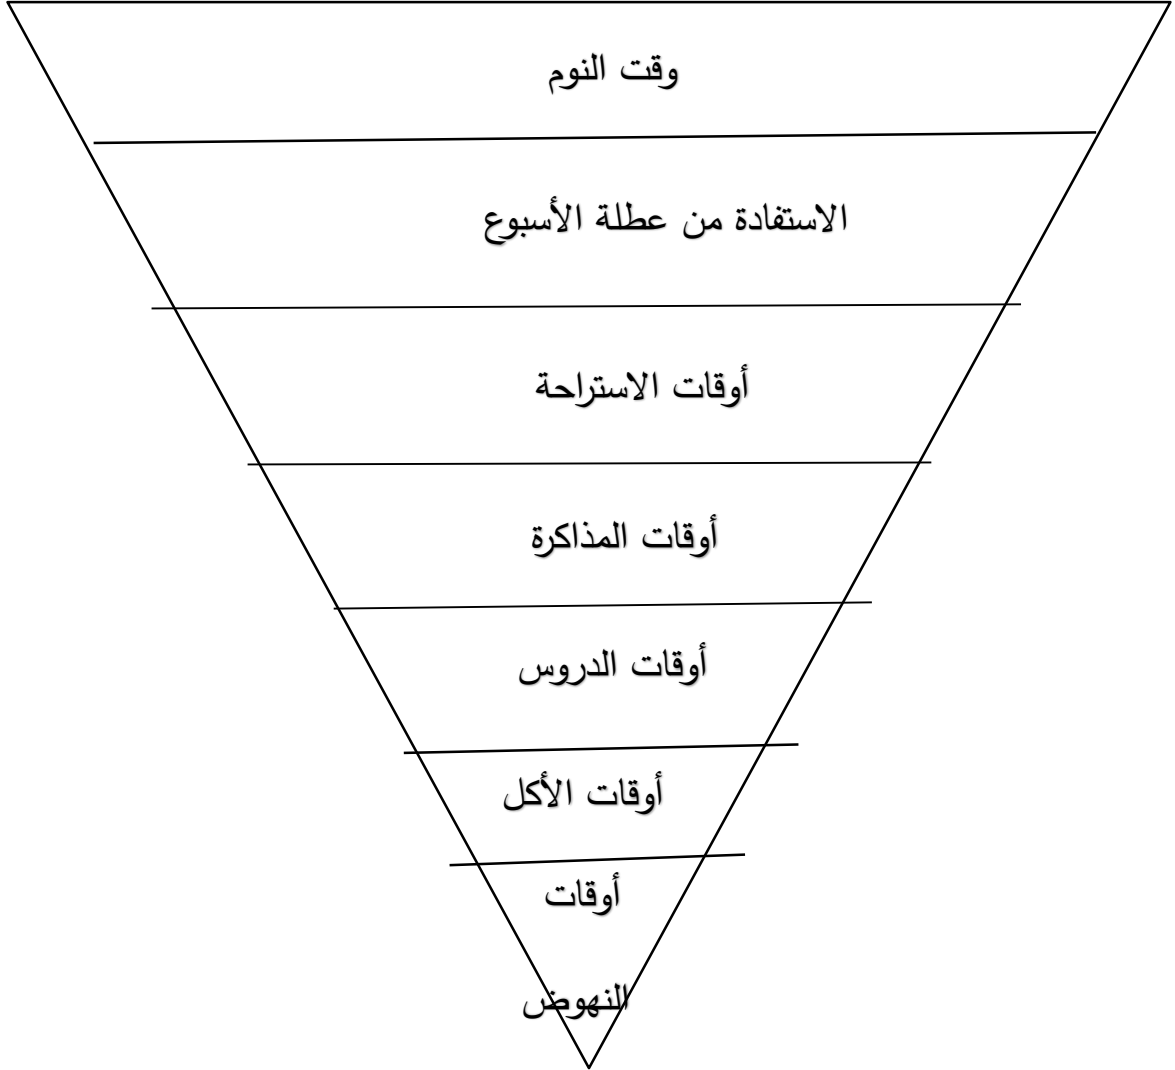 وقت النوم
الاستفادة من عطلة الأسبوع
أوقات الاستراحة
أوقات المذاكرة
أوقات الدروس
أوقات الأكل
أوقات
النهوض